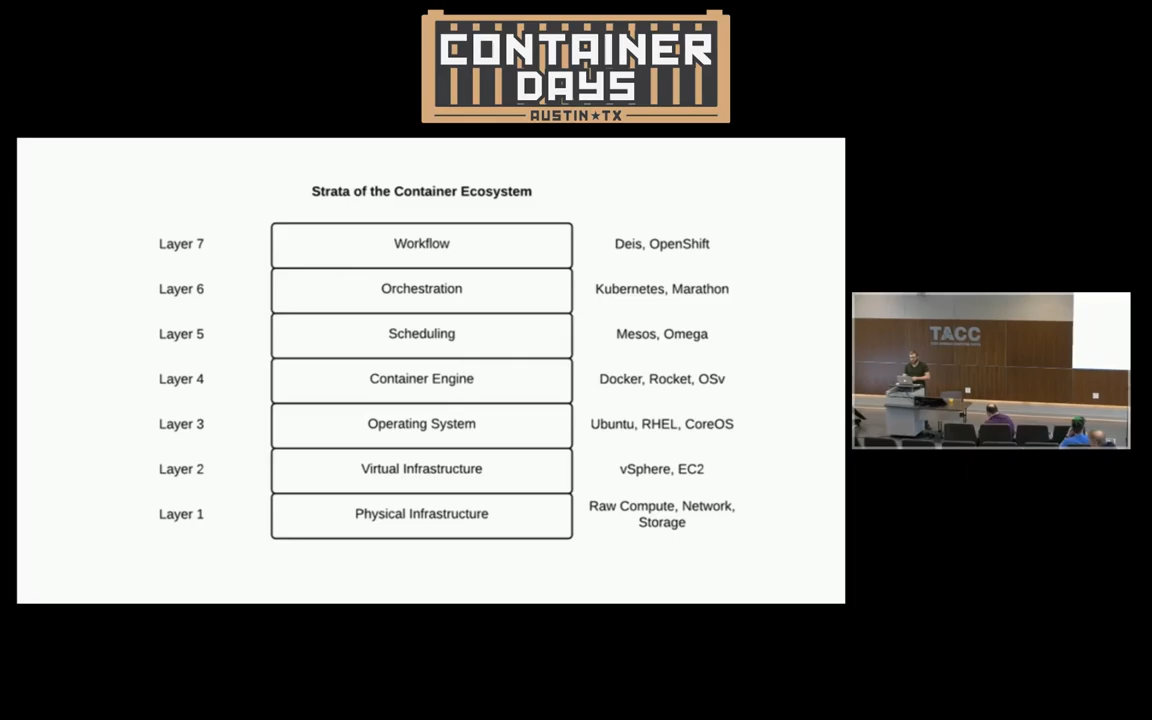 CONTAINER
DAYS
AUSTIN★TX
Strata of the Container Ecosystem
Layer 7 Workflow Deis, OpenShift
Layer 6 Orchestration Kubernetes, Marathon
Layer 5 Scheduling Mesos, Omega
Layer 4 Container Engine Docker, Rocket, OSv
Layer 3 Operating System Ubuntu, RHEL, CoreOS
Layer 2 Virtual Infrastructure vSphere, EC2
Layer 1 Physical Infrastructure Raw Compute, Network,
Storage
TACC